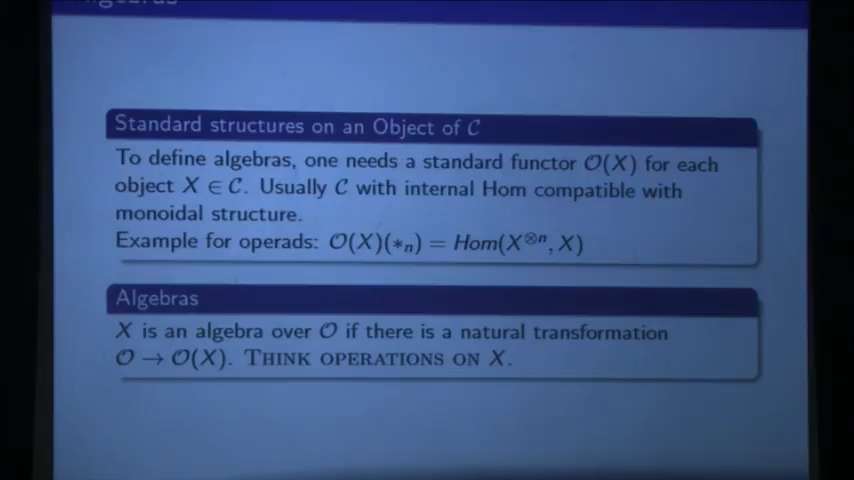 Algebras
Standard structures on an Object of 𝒞
To define algebras, one needs a standard functor 𝒪(X) for each
object X ∈ 𝒞. Usually 𝒞 with internal Hom compatible with
monoidal structure.
Example for operads: 𝒪(X)(*ₙ) = Hom(X^{⊗n}, X)
Algebras
X is an algebra over 𝒪 if there is a natural transformation
𝒪 → 𝒪(X). THINK OPERATIONS ON X.